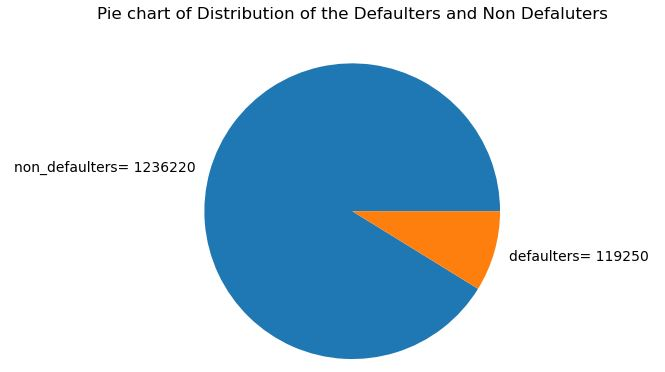 Pie chart of Distribution of the Defaulters and Non Defaluters
non_defaulters= 1236220
defaulters= 119250